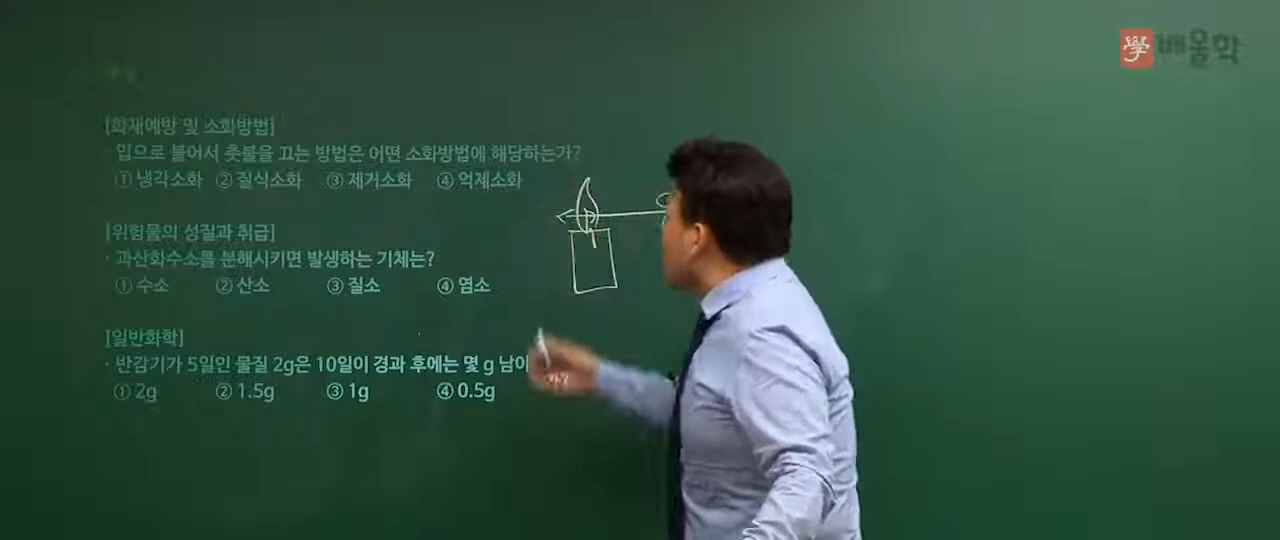 學 배울학
[화재예방 및 소화방법]
· 입으로 불어서 촛불을 끄는 방법은 어떤 소화방법에 해당하는가?
① 냉각소화 ② 질식소화 ③ 제거소화 ④ 억제소화
[위험물의 성질과 취급]
· 과산화수소를 분해시키면 발생하는 기체는?
① 수소 ② 산소 ③ 질소 ④ 염소
[일반화학]
· 반감기가 5일인 물질 2g은 10일이 경과 후에는 몇 g 남아
① 2g ② 1.5g ③ 1g ④ 0.5g